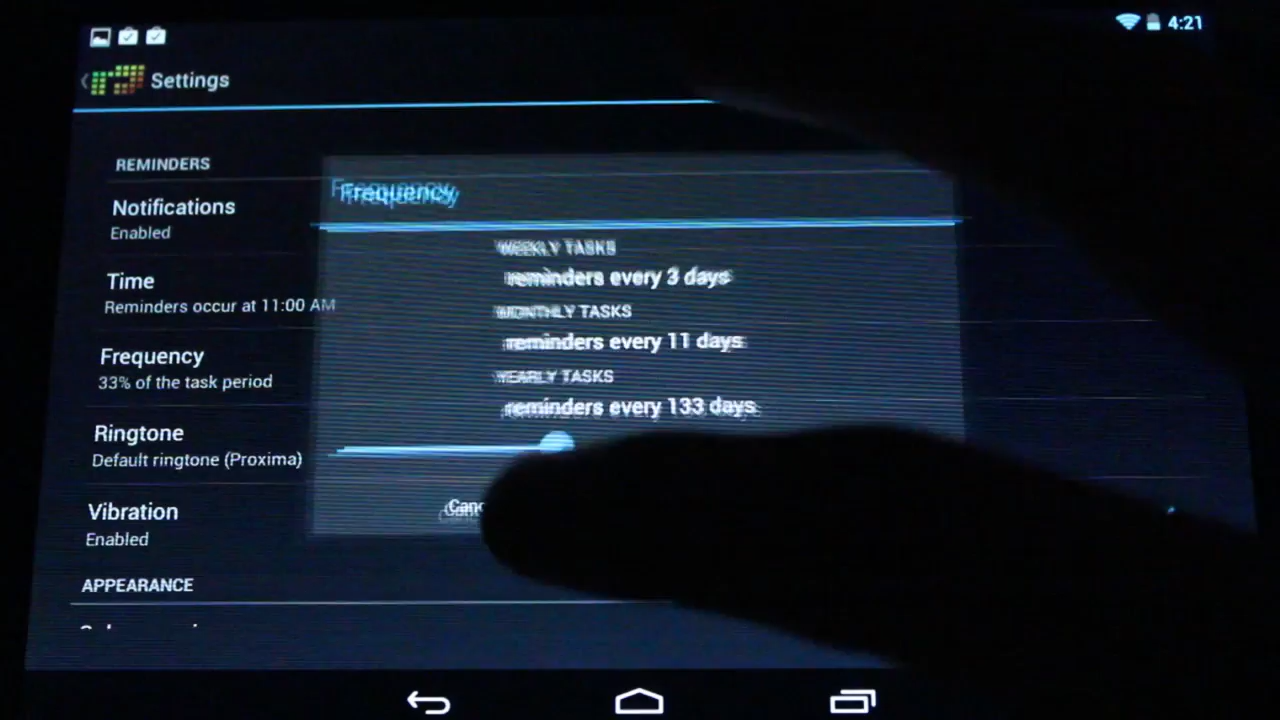 4:21
Settings
REMINDERS
Notifications
Enabled
Time
Reminders occur at 11:00 AM
Frequency
33% of the task period
Ringtone
Default ringtone (Proxima)
Vibration
Enabled
APPEARANCE
Frequency
WEEKLY TASKS
reminders every 3 days
MONTHLY TASKS
reminders every 11 days
YEARLY TASKS
reminders every 133 days